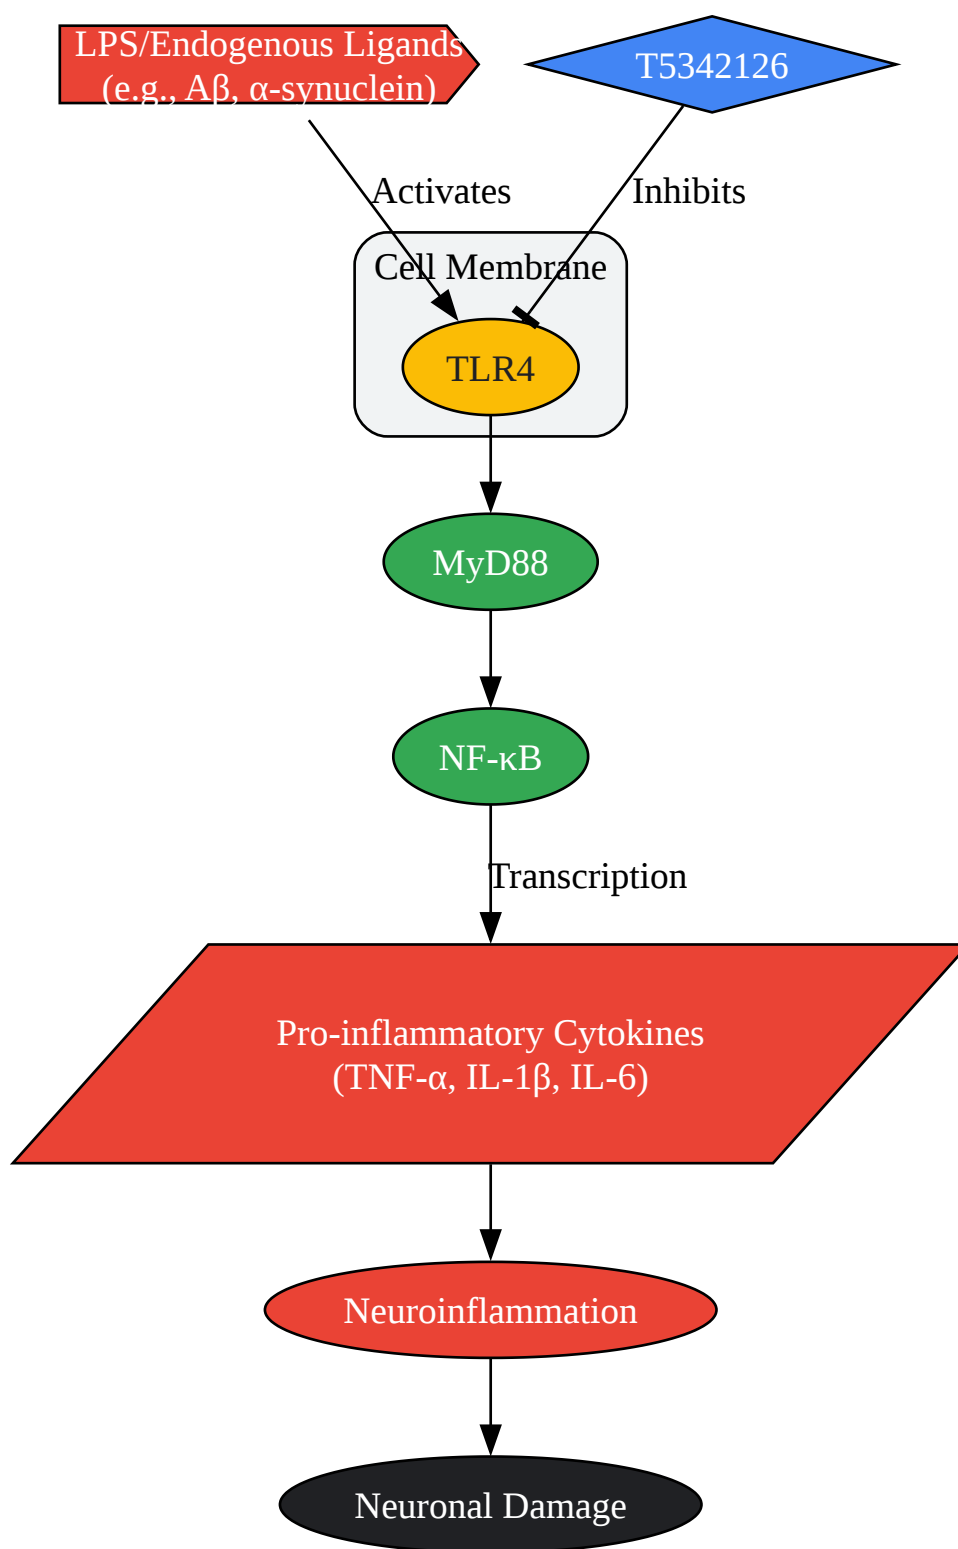 LPS/Endogenous Ligands
(e.g., Aβ, α-synuclein)
T5342126
Activates
Inhibits
Cell Membrane
TLR4
MyD88
NF-κB
Transcription
Pro-inflammatory Cytokines
(TNF-α, IL-1β, IL-6)
Neuroinflammation
Neuronal Damage